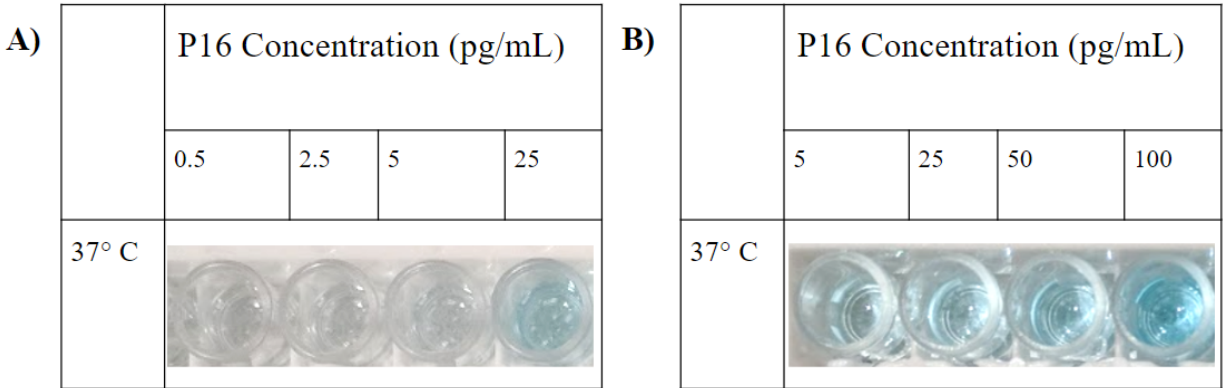 A)
P16 Concentration (pg/mL)
0.5 2.5 5 25
37° C
B)
P16 Concentration (pg/mL)
5 25 50 100
37° C